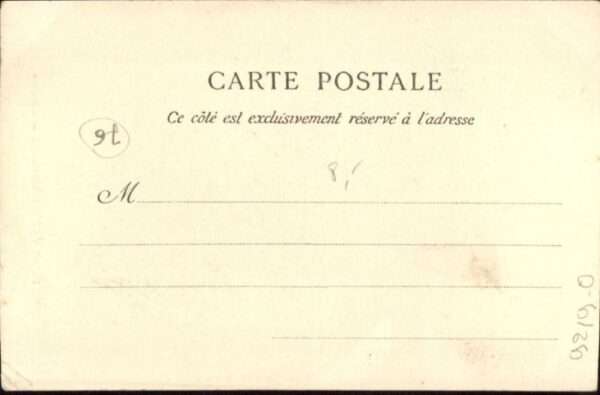 CARTE POSTALE
Ce côté est exclusivement réservé à l'adresse
M